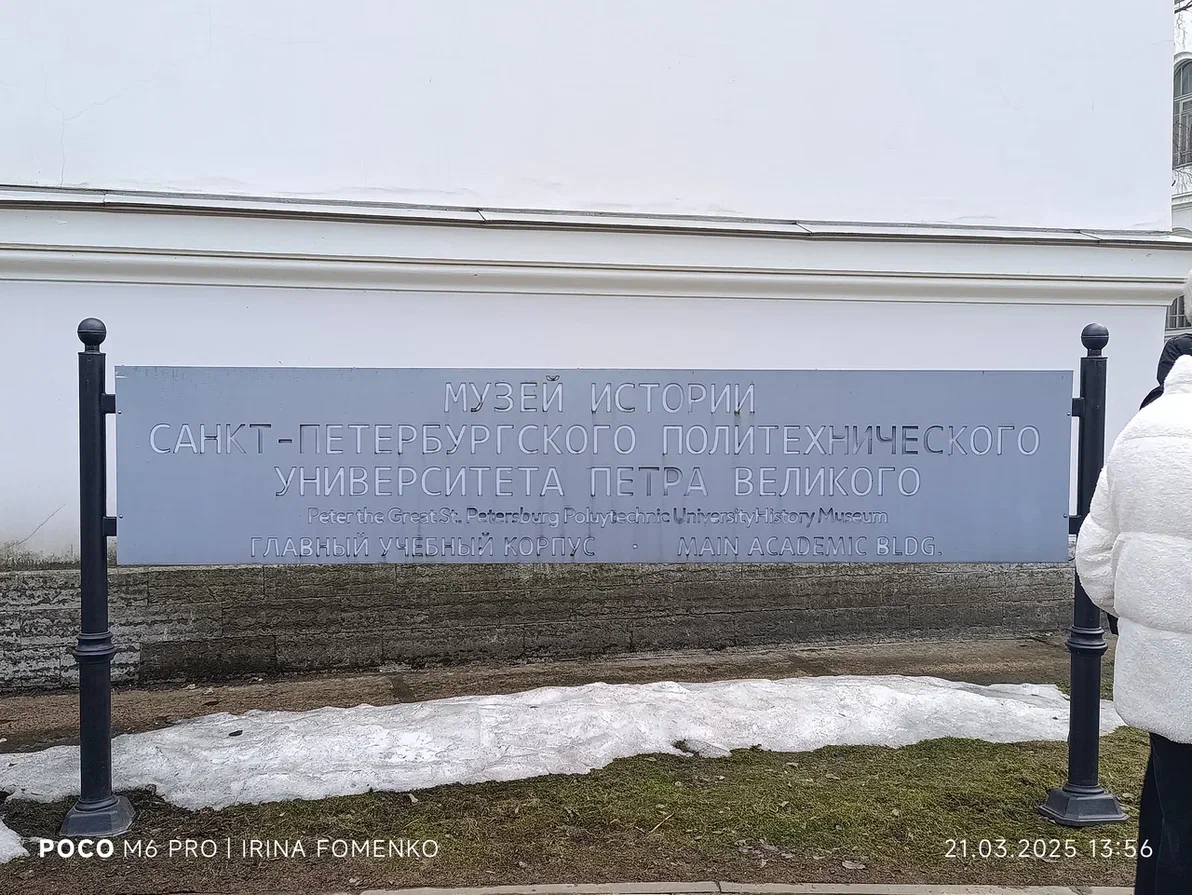 МУЗЕЙ ИСТОРИИ
САНКТ-ПЕТЕРБУРГСКОГО ПОЛИТЕХНИЧЕСКОГО
УНИВЕРСИТЕТА ПЕТРА ВЕЛИКОГО
Peter the Great St. Petersburg Poluytechnic University History Museum
ГЛАВНЫЙ УЧЕБНЫЙ КОРПУС · MAIN ACADEMIC BLDG.
POCO M6 PRO | IRINA FOMENKO
21.03.2025 13:56